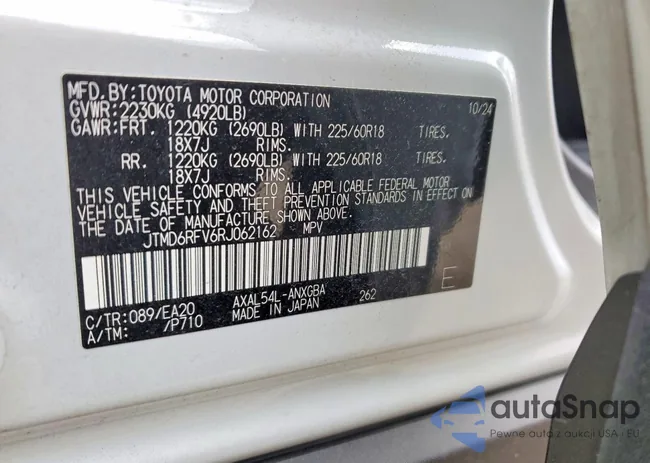 MFD.BY:TOYOTA MOTOR CORPORATION 10/24
GVWR:2230KG (4920LB)
GAWR:FRT. 1220KG (2690LB) WITH 225/60R18 TIRES.
18X7J RIMS.
RR. 1220KG (2690LB) WITH 225/60R18 TIRES.
18X7J RIMS.
THIS VEHICLE CONFORMS TO ALL APPLICABLE FEDERAL MOTOR
VEHICLE SAFETY AND THEFT PREVENTION STANDARDS IN EFFECT ON
THE DATE OF MANUFACTURE SHOWN ABOVE.
JTMD6RFV6RJ062162 MPV
C/TR:089/EA20 AXAL54L-ANXGBA 262 E
A/TM: /P710 MADE IN JAPAN
autoSnap
Pewne auto z aukcji USA i EU